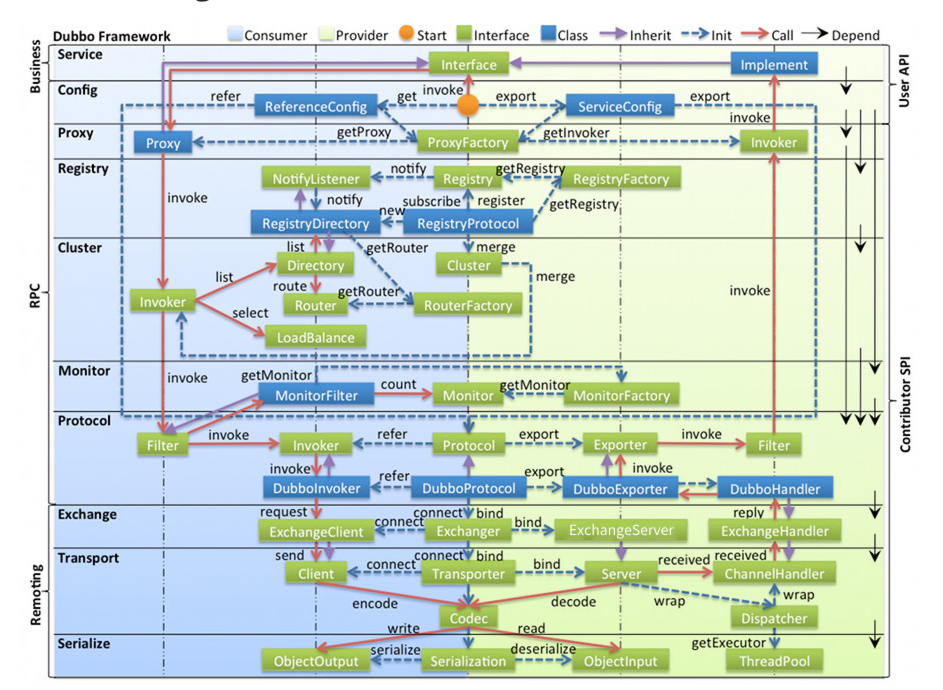 Dubbo Framework
Consumer Provider Start Interface Class Inherit Init Call Depend
Business
User API
RPC
Contributor SPI
Remoting
Service
Interface Implement
Config
invoke
refer ReferenceConfig get export ServiceConfig export
invoke
Proxy
getProxy getInvoker
Proxy ProxyFactory Invoker
Registry
notify getRegistry
NotifyListener Registry RegistryFactory
invoke notify subscribe register getRegistry
RegistryDirectory new RegistryProtocol
Cluster
list getRouter merge
Directory Cluster
list merge
route getRouter invoke
Invoker Router RouterFactory
select
LoadBalance
Monitor
invoke getMonitor
count getMonitor
MonitorFilter Monitor MonitorFactory
Protocol
invoke refer export invoke
Filter Invoker Protocol Exporter Filter
invoke refer export invoke
DubboInvoker DubboProtocol DubboExporter DubboHandler
Exchange
request connect bind reply
connect bind
ExchangeClient Exchanger ExchangeServer ExchangeHandler
Transport
send connect bind received received
connect bind
Client Transporter Server ChannelHandler
encode decode wrap wrap
Codec Dispatcher
write read
Serialize
getExecutor
serialize deserialize
ObjectOutput Serialization ObjectInput ThreadPool